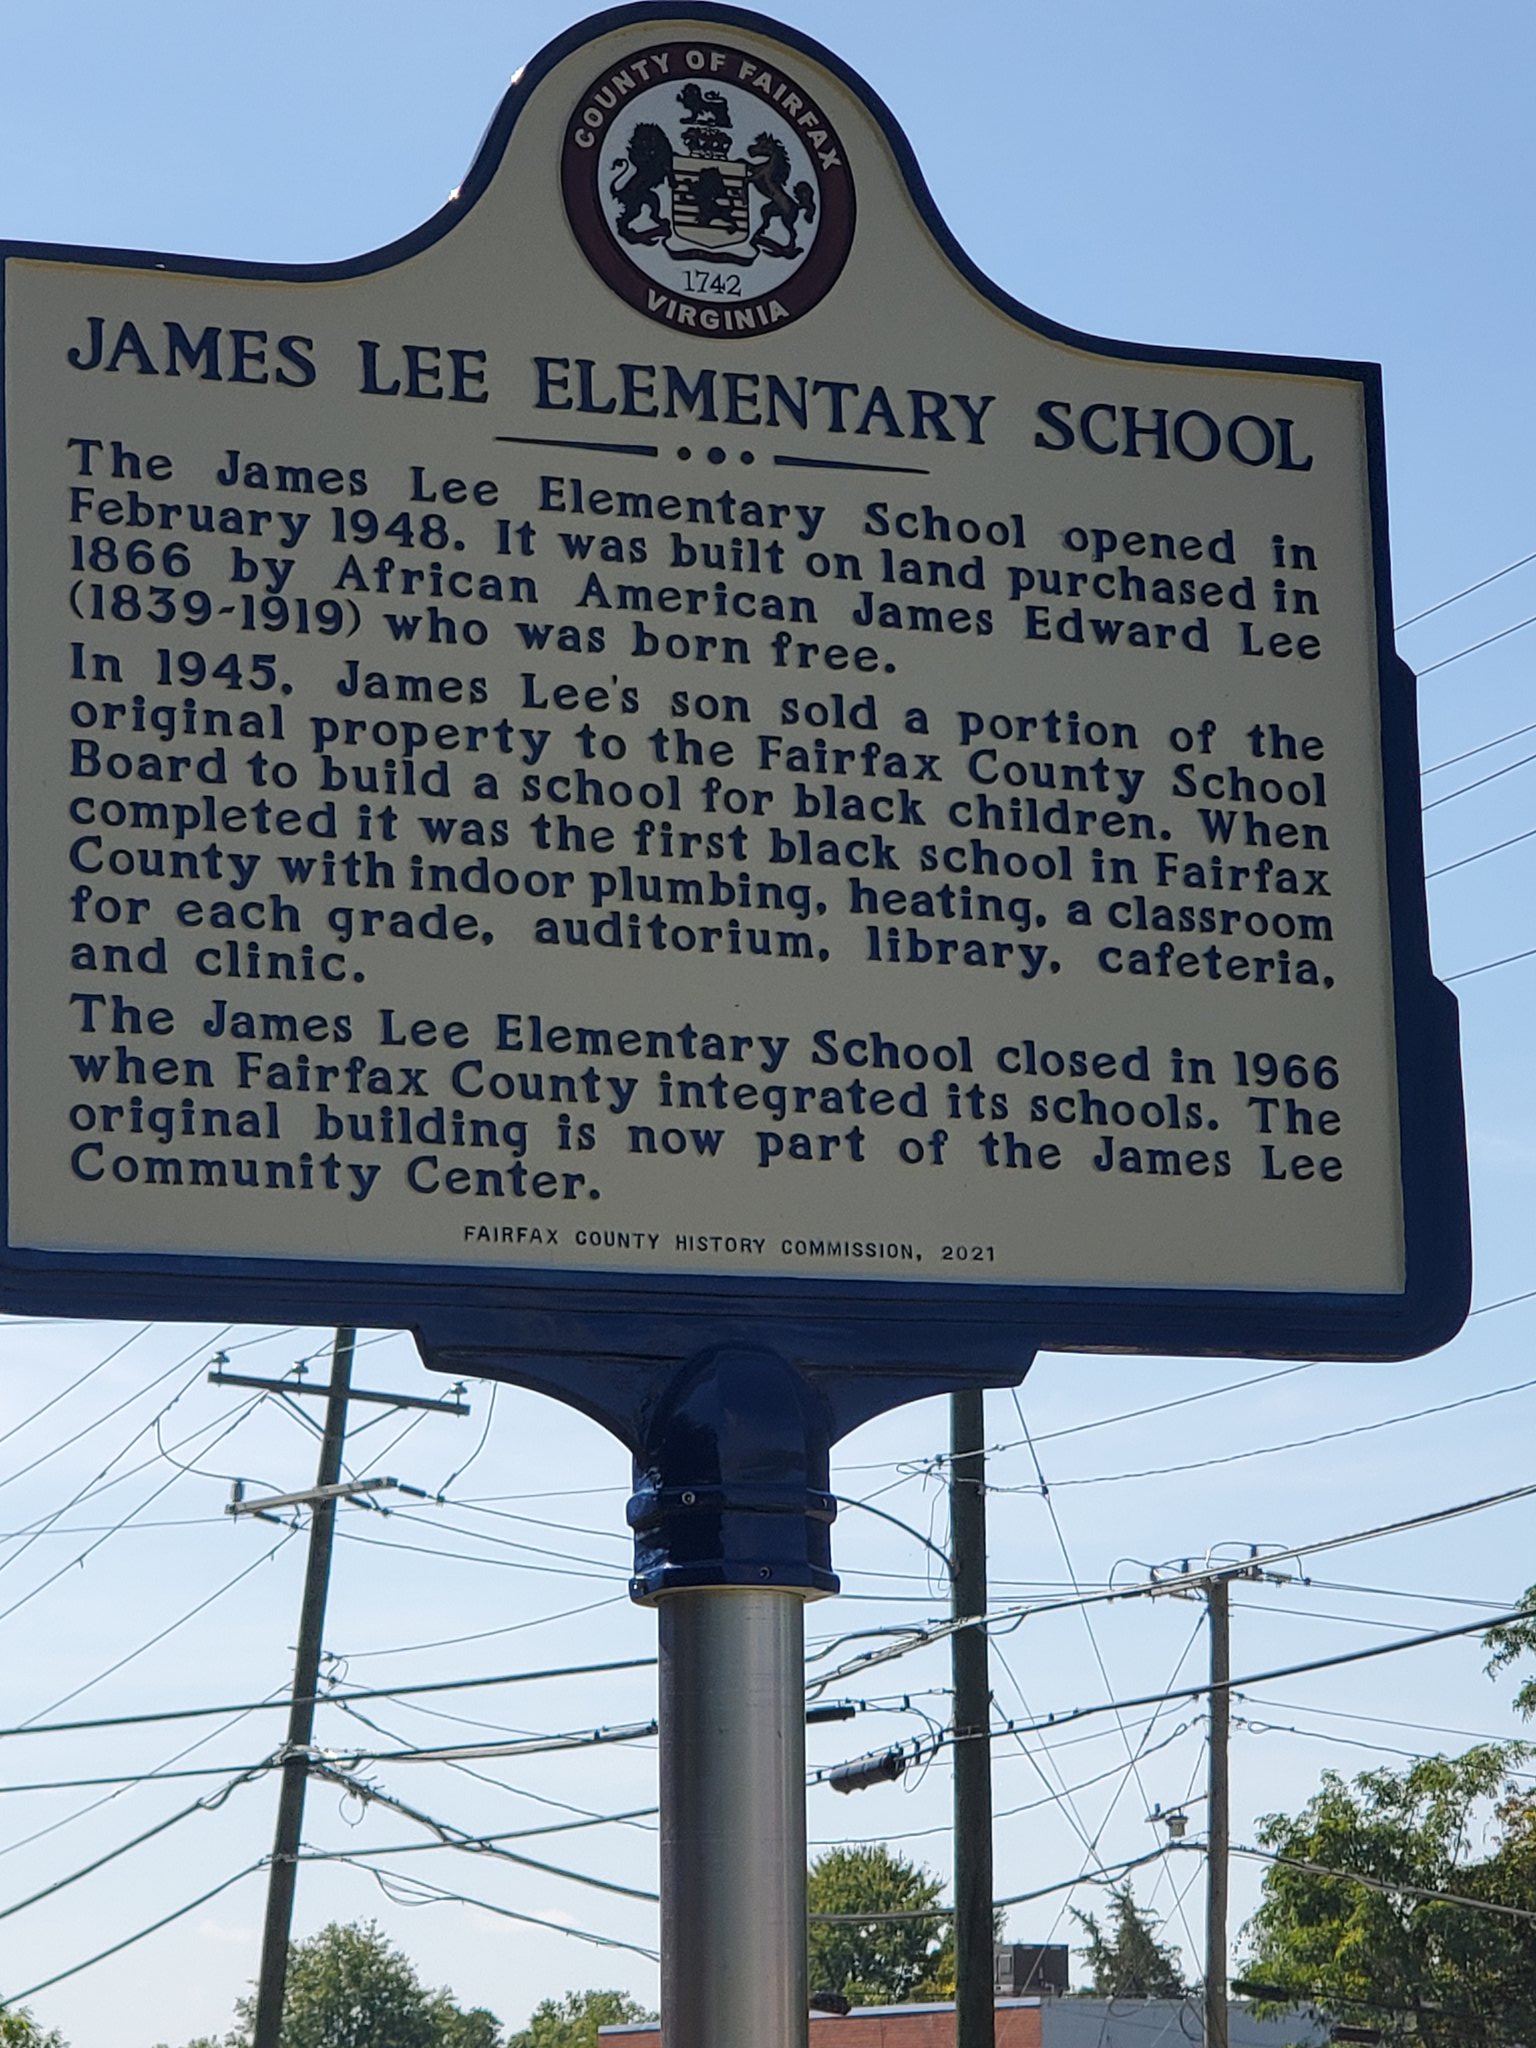 COUNTY OF FAIRFAX
1742
VIRGINIA
JAMES LEE ELEMENTARY SCHOOL
The James Lee Elementary School opened in
February 1948. It was built on land purchased in
1866 by African American James Edward Lee
(1839-1919) who was born free.
In 1945, James Lee's son sold a portion of the
original property to the Fairfax County School
Board to build a school for black children. When
completed it was the first black school in Fairfax
County with indoor plumbing, heating, a classroom
for each grade, auditorium, library, cafeteria,
and clinic.
The James Lee Elementary School closed in 1966
when Fairfax County integrated its schools. The
original building is now part of the James Lee
Community Center.
FAIRFAX COUNTY HISTORY COMMISSION, 2021